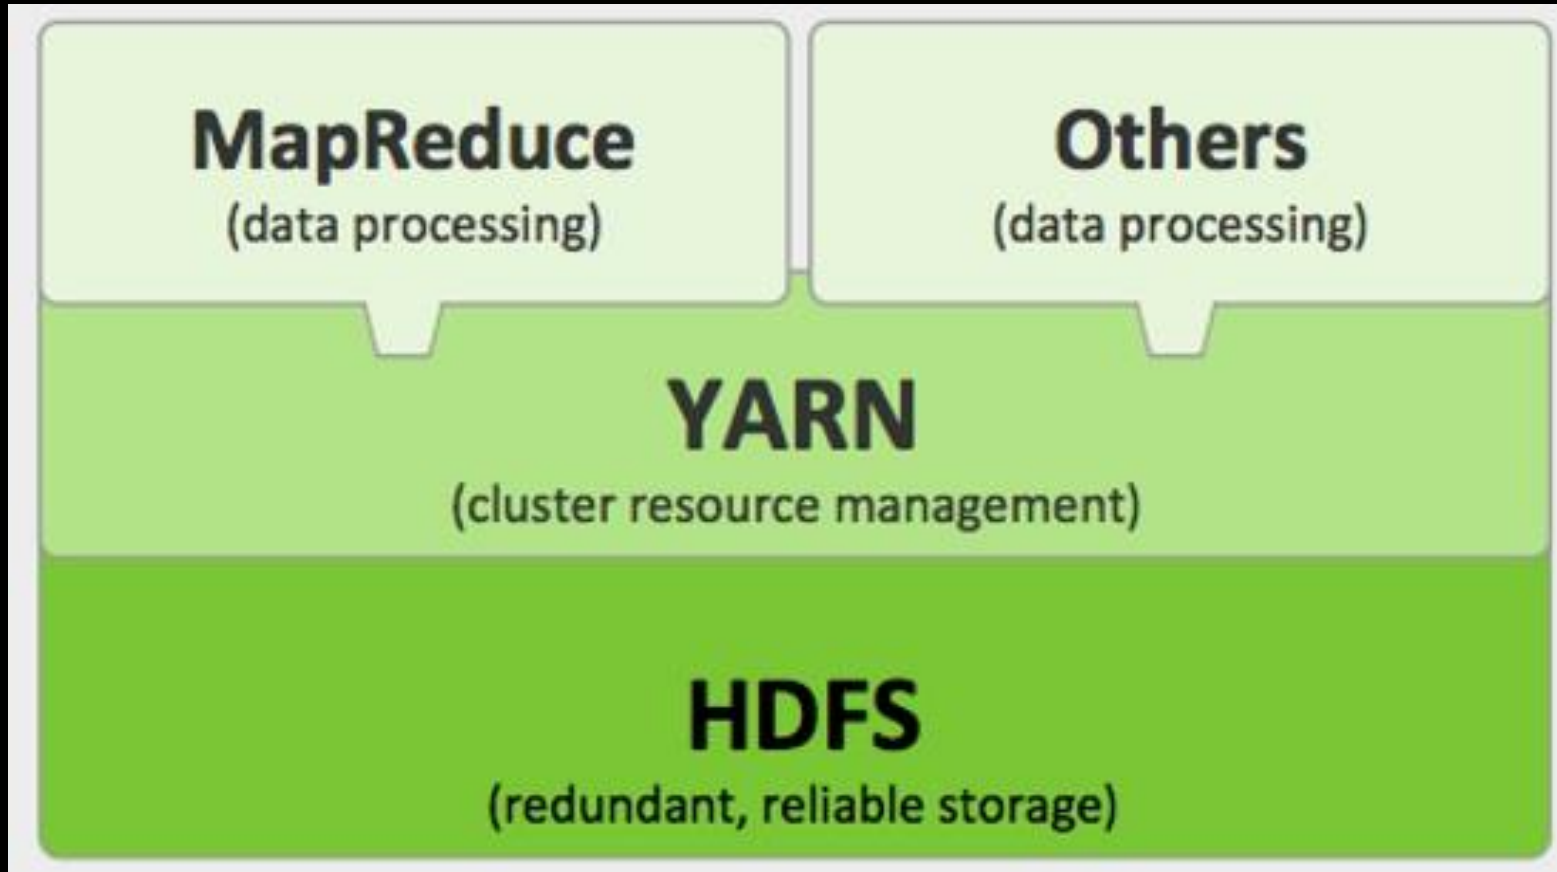 MapReduce
(data processing)
Others
(data processing)
YARN
(cluster resource management)
HDFS
(redundant, reliable storage)